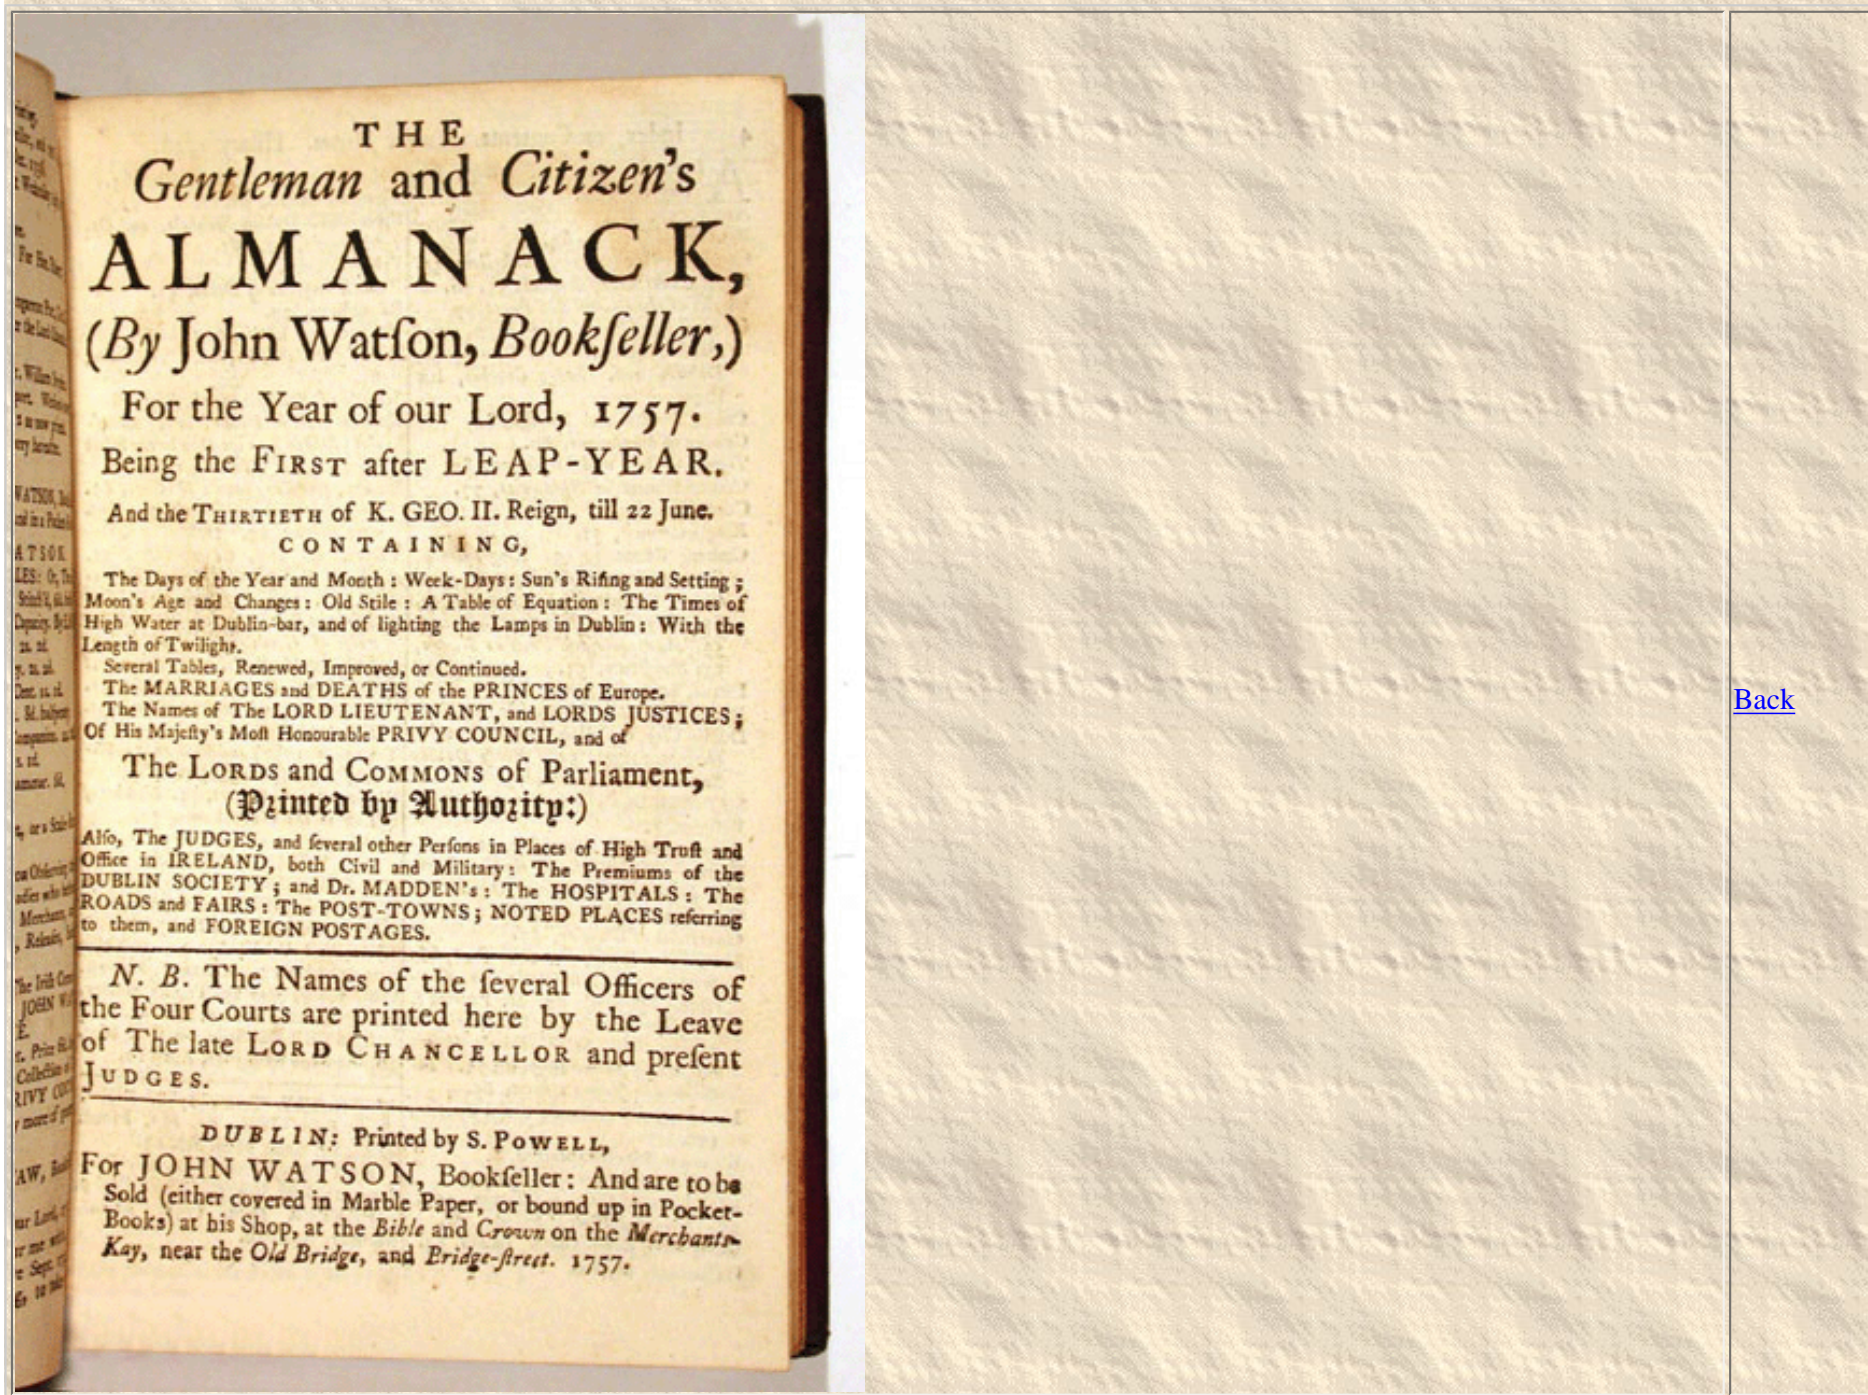 THE
Gentleman and Citizen's
ALMANACK,
(By John Watſon, Bookſeller,)
For the Year of our Lord, 1757.
Being the FIRST after LEAP-YEAR.
And the THIRTIETH of K. GEO. II. Reign, till 22 June.
CONTAINING,
The Days of the Year and Month : Week-Days : Sun's Riſing and Setting ;
Moon's Age and Changes : Old Stile : A Table of Equation : The Times of
High Water at Dublin-bar, and of lighting the Lamps in Dublin : With the
Length of Twilight.
Several Tables, Renewed, Improved, or Continued.
The MARRIAGES and DEATHS of the PRINCES of Europe.
The Names of The LORD LIEUTENANT, and LORDS JUSTICES ;
Of His Majeſty's Moſt Honourable PRIVY COUNCIL, and of
The LORDS and COMMONS of Parliament,
(Printed by Authority:)
Alſo, The JUDGES, and ſeveral other Perſons in Places of High Truſt and
Office in IRELAND, both Civil and Military : The Premiums of the
DUBLIN SOCIETY ; and Dr. MADDEN's : The HOSPITALS : The
ROADS and FAIRS : The POST-TOWNS ; NOTED PLACES referring
to them, and FOREIGN POSTAGES.
N. B. The Names of the ſeveral Officers of
the Four Courts are printed here by the Leave
of The late LORD CHANCELLOR and preſent
JUDGES.
DUBLIN: Printed by S. POWELL,
For JOHN WATSON, Bookſeller : And are to be
Sold (either covered in Marble Paper, or bound up in Pocket-
Books) at his Shop, at the Bible and Crown on the Merchants-
Kay, near the Old Bridge, and Bridge-ſtreet. 1757.
Back